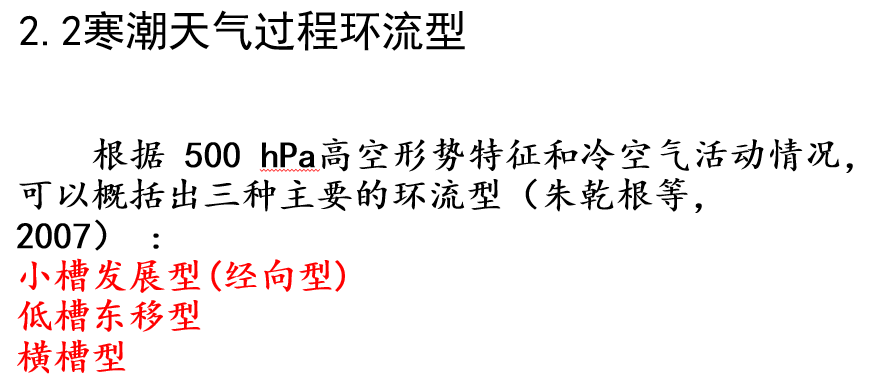 2.2寒潮天气过程环流型
根据 500 hPa高空形势特征和冷空气活动情况，
可以概括出三种主要的环流型（朱乾根等，
2007） ：
小槽发展型(经向型)
低槽东移型
横槽型